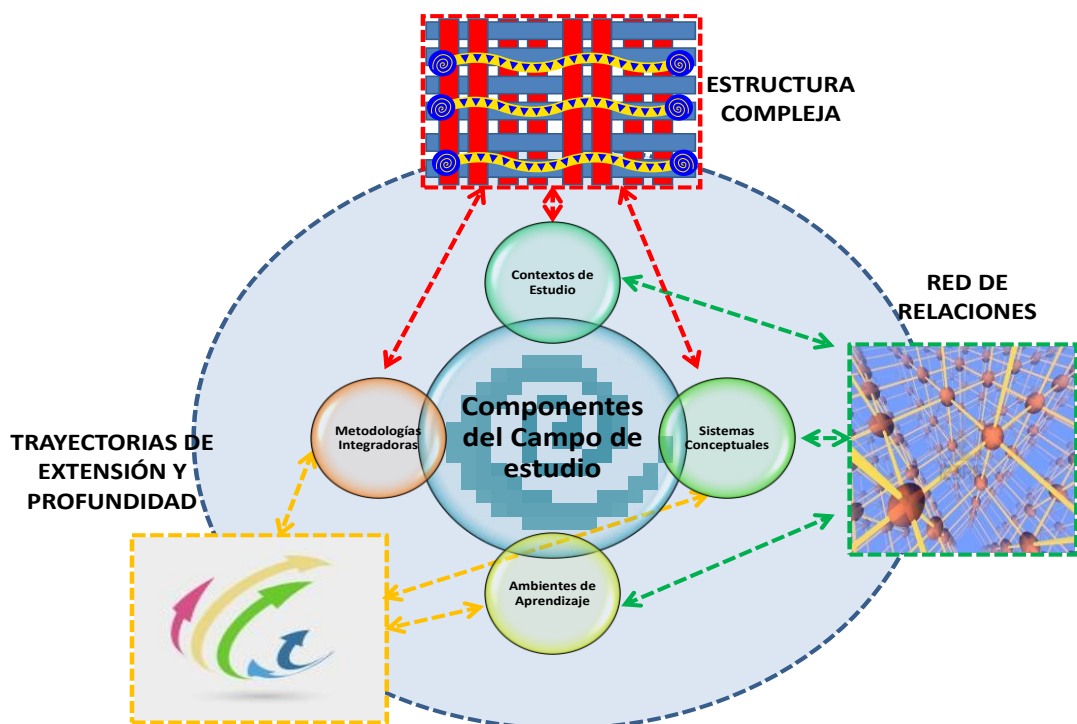 ESTRUCTURA
COMPLEJA
Contextos de
Estudio
RED DE
RELACIONES
Componentes
del Campo de
estudio
Metodologías
Integradoras
Sistemas
Conceptuales
TRAYECTORIAS DE
EXTENSIÓN Y
PROFUNDIDAD
Ambientes de
Aprendizaje